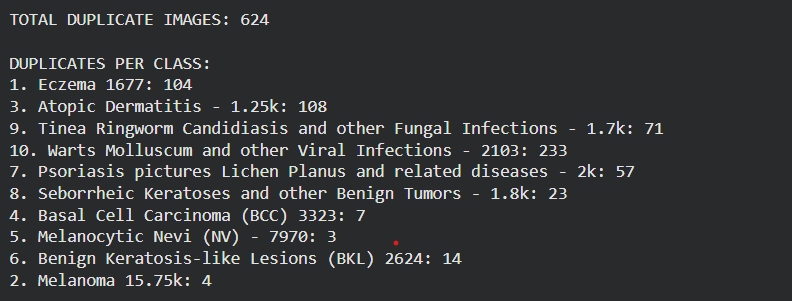 TOTAL DUPLICATE IMAGES: 624
DUPLICATES PER CLASS:
1. Eczema 1677: 104
3. Atopic Dermatitis - 1.25k: 108
9. Tinea Ringworm Candidiasis and other Fungal Infections - 1.7k: 71
10. Warts Molluscum and other Viral Infections - 2103: 233
7. Psoriasis pictures Lichen Planus and related diseases - 2k: 57
8. Seborrheic Keratoses and other Benign Tumors - 1.8k: 23
4. Basal Cell Carcinoma (BCC) 3323: 7
5. Melanocytic Nevi (NV) - 7970: 3
6. Benign Keratosis-like Lesions (BKL) 2624: 14
2. Melanoma 15.75k: 4